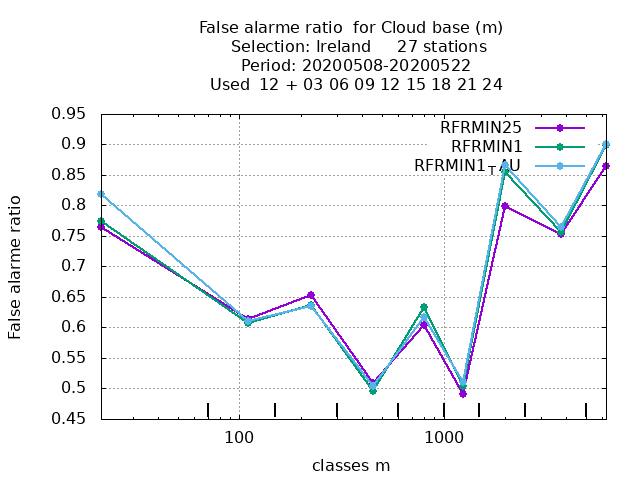 False alarme ratio  for Cloud base (m)
Selection: Ireland     27 stations
Period: 20200508-20200522
Used  12 + 03 06 09 12 15 18 21 24
0.95
0.9
0.85
0.8
0.75
0.7
0.65
0.6
0.55
0.5
0.45
False alarme ratio
RFRMIN25
RFRMIN1
RFRMIN1TAU
100
1000
classes m